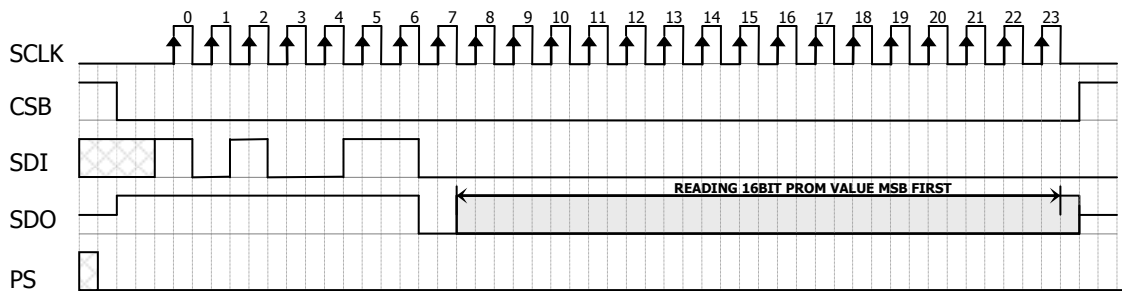 0 1 2 3 4 5 6 7 8 9 10 11 12 13 14 15 16 17 18 19 20 21 22 23
SCLK
CSB
SDI
READING 16BIT PROM VALUE MSB FIRST
SDO
PS